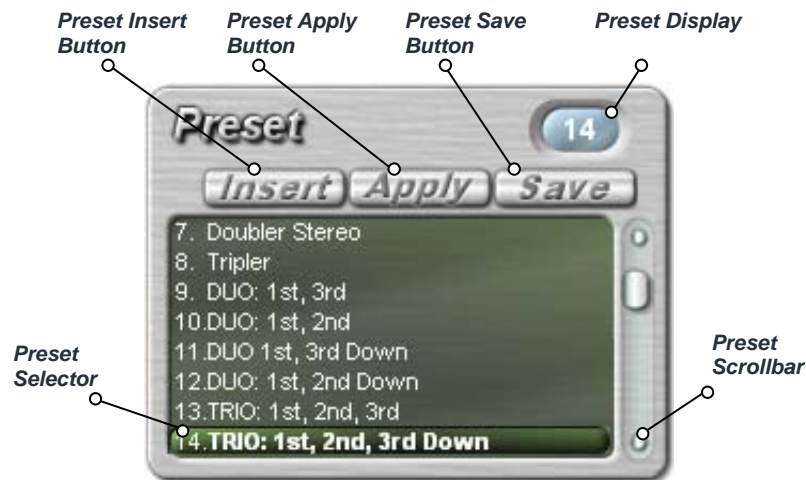 Preset Insert
Button
Preset Apply
Button
Preset Save
Button
Preset Display
Preset
14
Insert
Apply
Save
7. Doubler Stereo
8. Tripler
9. DUO: 1st, 3rd
10.DUO: 1st, 2nd
11.DUO 1st, 3rd Down
12.DUO: 1st, 2nd Down
13.TRIO: 1st, 2nd, 3rd
14.TRIO: 1st, 2nd, 3rd Down
Preset
Selector
Preset
Scrollbar